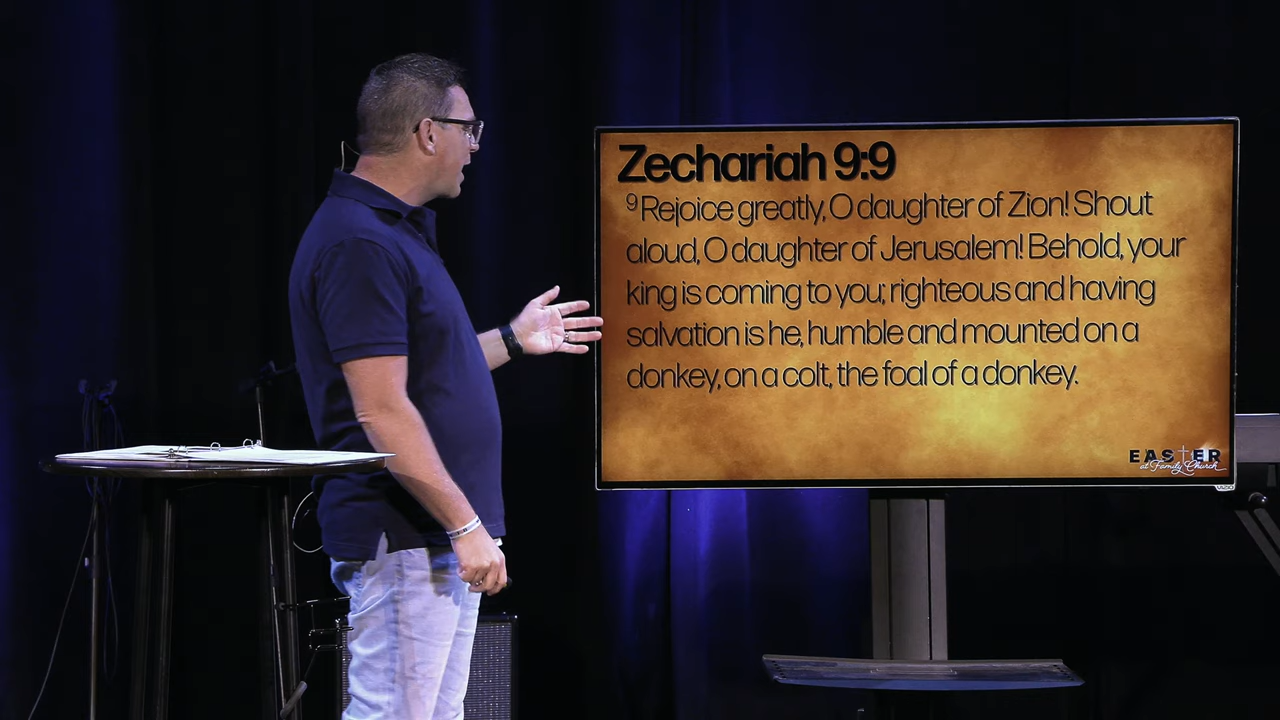 Zechariah 9:9
9 Rejoice greatly, O daughter of Zion! Shout
aloud, O daughter of Jerusalem! Behold, your
king is coming to you; righteous and having
salvation is he, humble and mounted on a
donkey, on a colt, the foal of a donkey.
EASTER
at Family Church
VIZIO